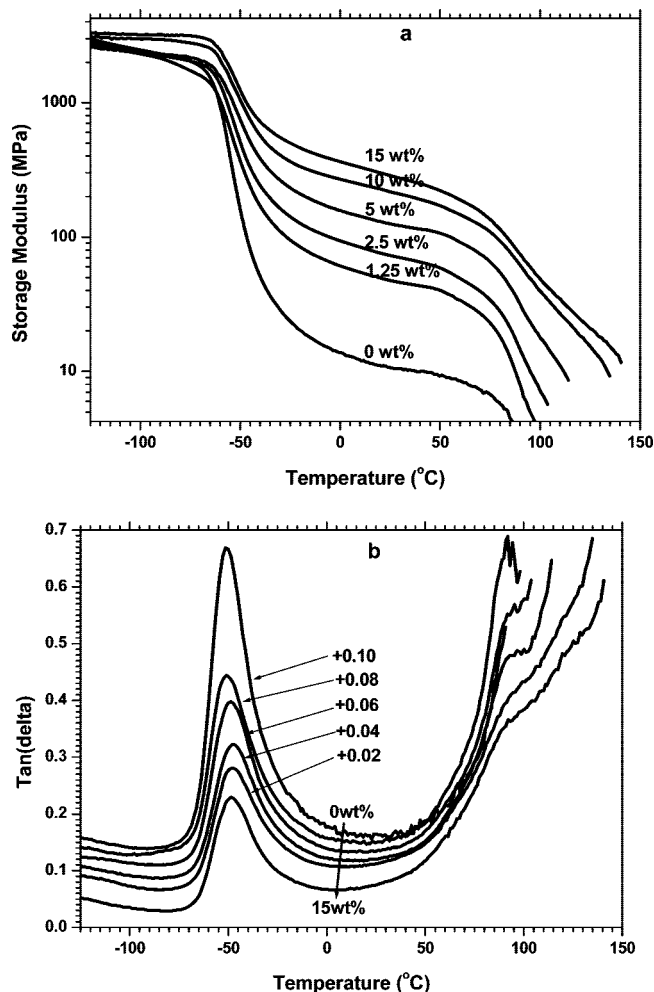 a
1000
100
10
Storage Modulus (MPa)
15 wt%
10 wt%
5 wt%
2.5 wt%
1.25 wt%
0 wt%
-100 -50 0 50 100 150
Temperature (°C)
b
0.7
0.6
0.5
0.4
0.3
0.2
0.1
0.0
Tan(delta)
+0.10
+0.08
+0.06
+0.04
+0.02
0wt%
15wt%
-100 -50 0 50 100 150
Temperature (°C)